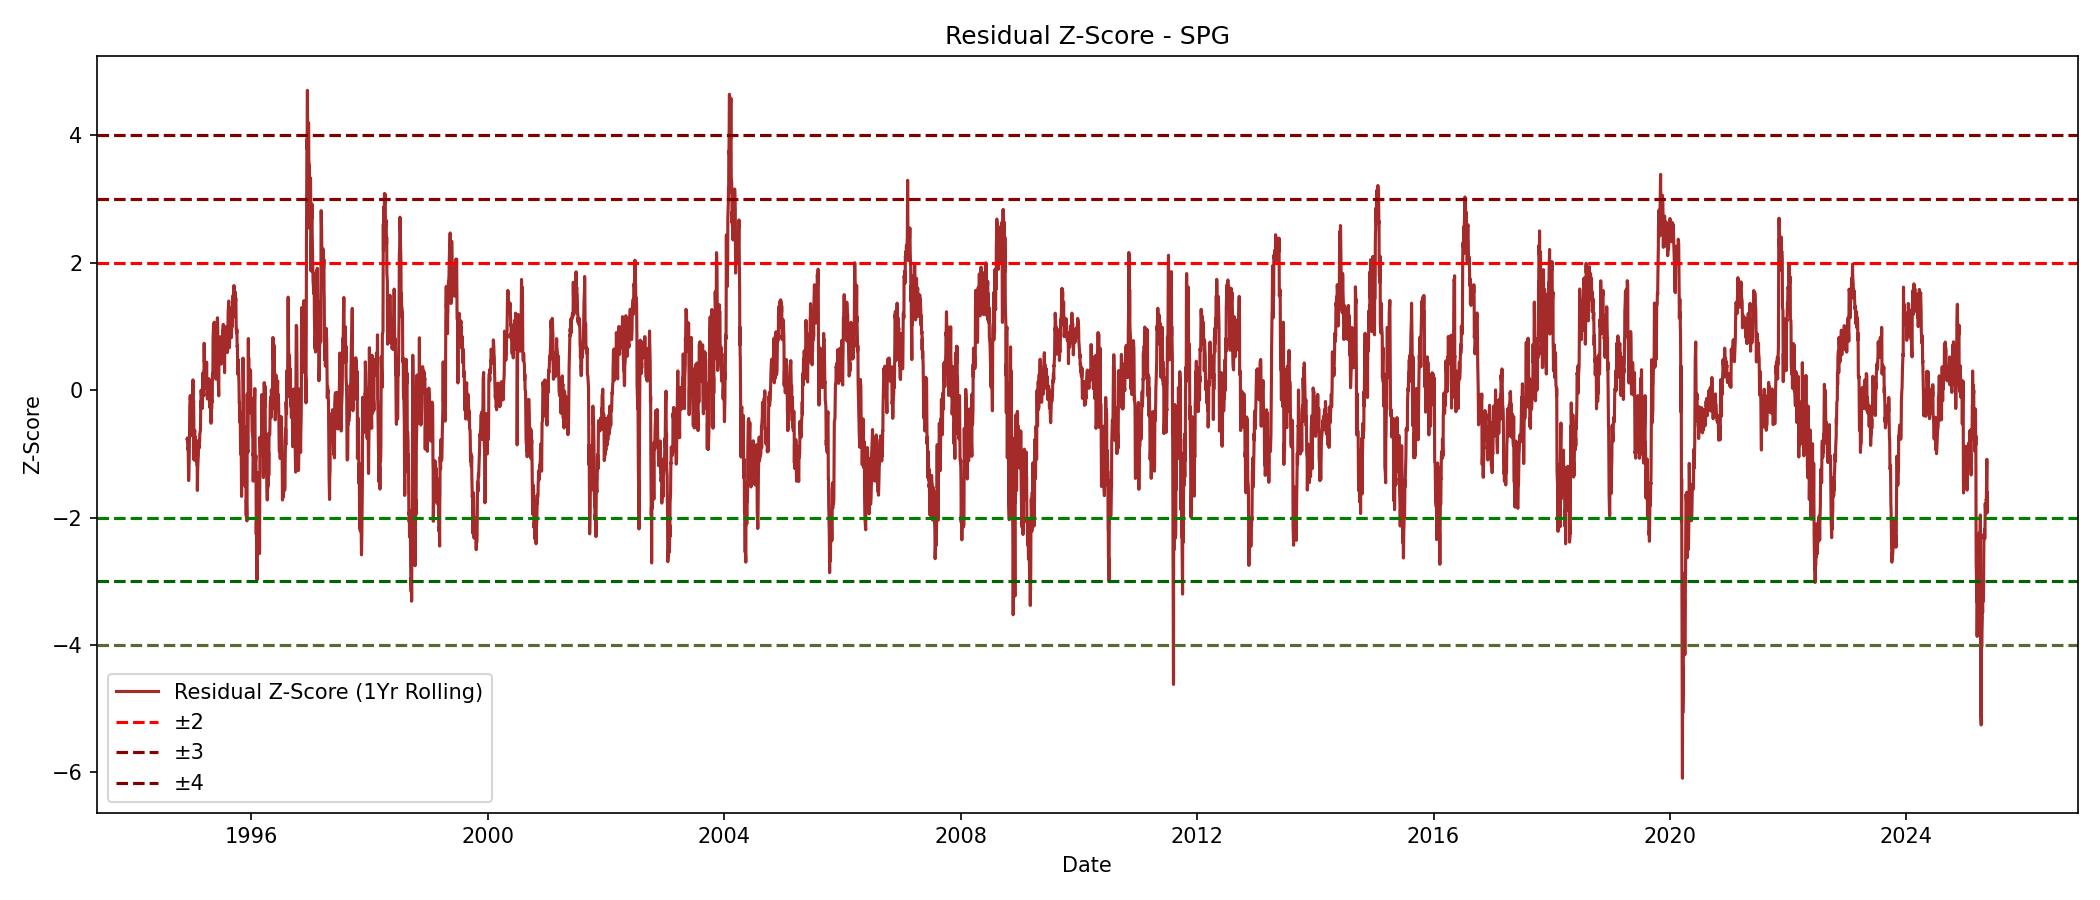 Residual Z-Score - SPG
4
2
0
−2
−4
−6
Z-Score
Residual Z-Score (1Yr Rolling)
±2
±3
±4
1996 2000 2004 2008 2012 2016 2020 2024
Date